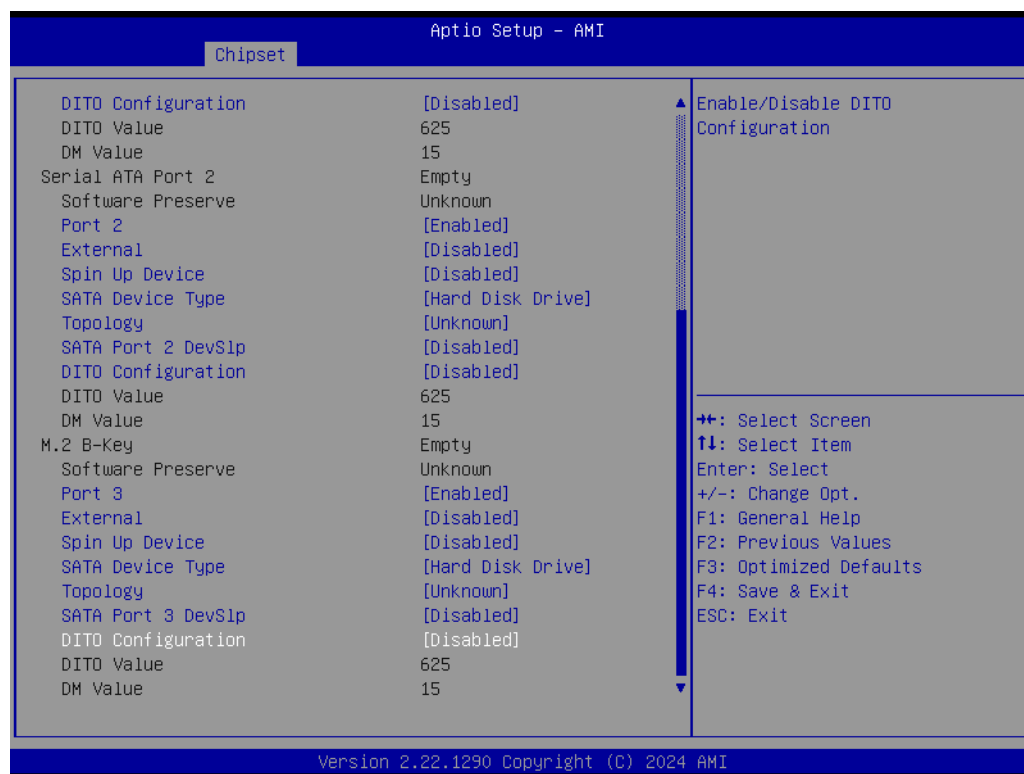 Aptio Setup – AMI
Chipset
DITO Configuration [Disabled]
DITO Value 625
DM Value 15
Serial ATA Port 2 Empty
Software Preserve Unknown
Port 2 [Enabled]
External [Disabled]
Spin Up Device [Disabled]
SATA Device Type [Hard Disk Drive]
Topology [Unknown]
SATA Port 2 DevSlp [Disabled]
DITO Configuration [Disabled]
DITO Value 625
DM Value 15
M.2 B-Key Empty
Software Preserve Unknown
Port 3 [Enabled]
External [Disabled]
Spin Up Device [Disabled]
SATA Device Type [Hard Disk Drive]
Topology [Unknown]
SATA Port 3 DevSlp [Disabled]
DITO Configuration [Disabled]
DITO Value 625
DM Value 15
Enable/Disable DITO
Configuration
→←: Select Screen
↑↓: Select Item
Enter: Select
+/-: Change Opt.
F1: General Help
F2: Previous Values
F3: Optimized Defaults
F4: Save & Exit
ESC: Exit
Version 2.22.1290 Copyright (C) 2024 AMI